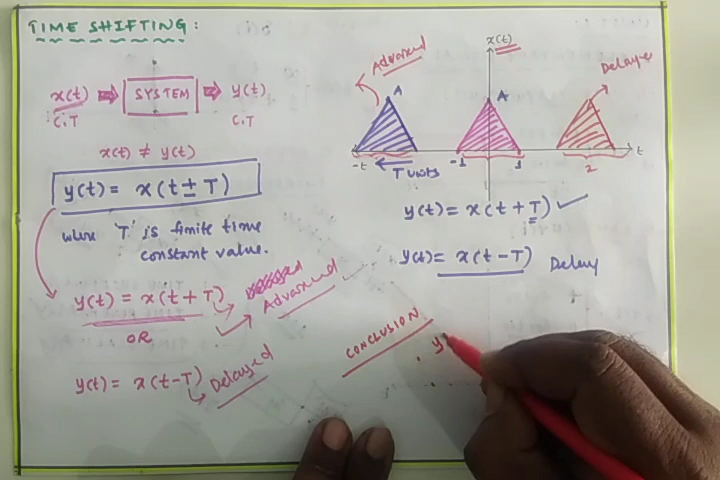 TIME SHIFTING:
x(t) SYSTEM y(t)
C.T C.T
x(t) ≠ y(t)
y(t) = x(t ± T)
where 'T' is finite time
constant value.
y(t) = x(t+T)
Advanced
OR
y(t) = x(t-T)
Delayed
x(t)
Advanced
A
A
Delayed
-t
T units
-1
1
2
t
y(t) = x(t+T)
y(t) = x(t-T) Delay
CONCLUSION
. y